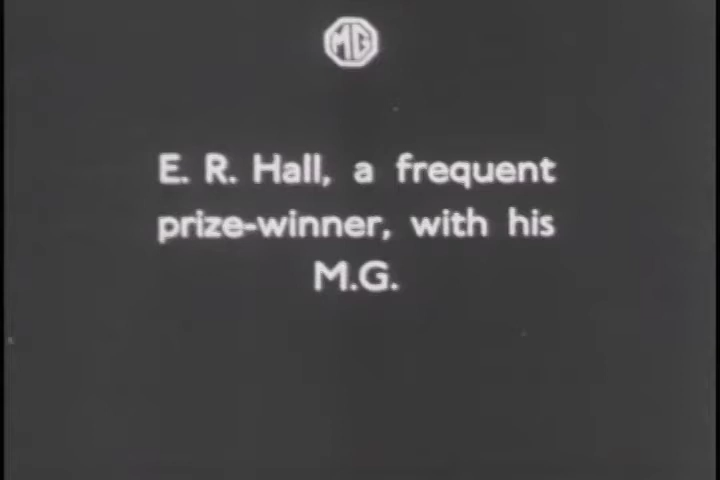 MG
E. R. Hall, a frequent
prize-winner, with his
M.G.